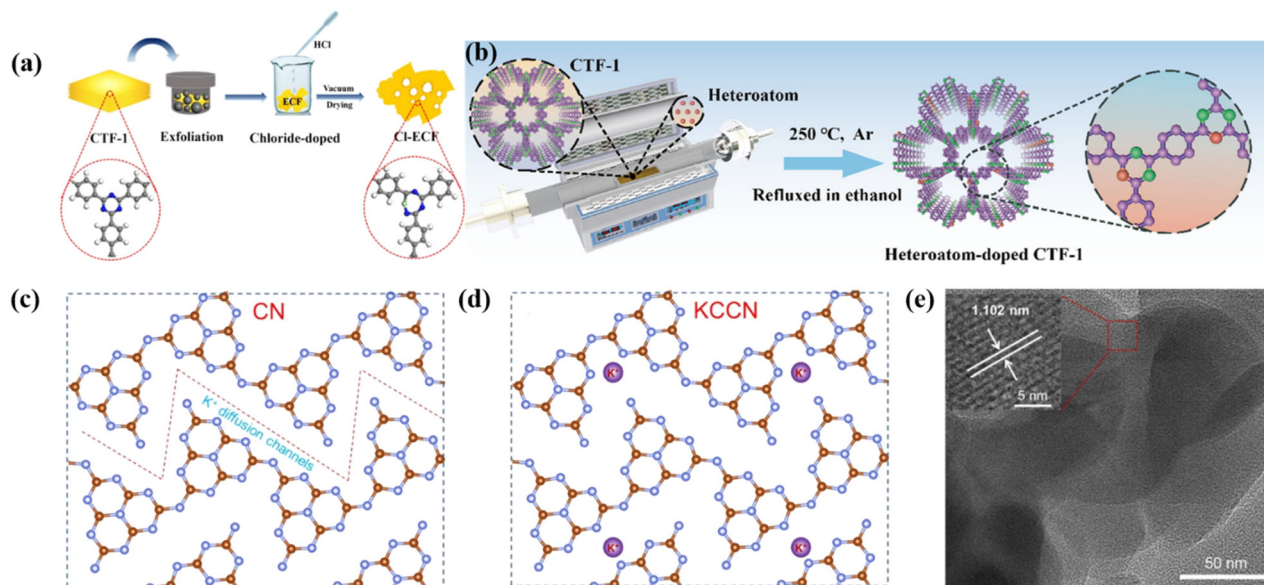 (a)
HCl
ECF
Vacuum
Drying
CTF-1
Exfoliation
Chloride-doped
Cl-ECF
(b)
CTF-1
Heteroatom
250 °C, Ar
Refluxed in ethanol
Heteroatom-doped CTF-1
(c)
CN
K⁺ diffusion channels
(d)
KCCN
K⁺
K⁺
K⁺
K⁺
(e)
1.102 nm
5 nm
50 nm